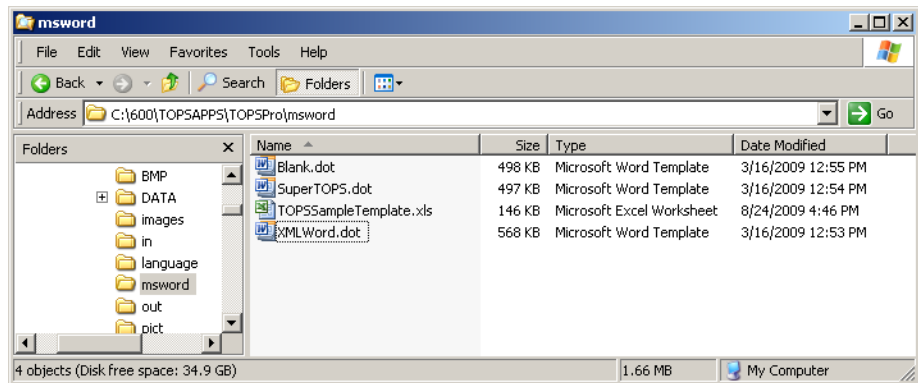 msword
File Edit View Favorites Tools Help
Back Search Folders
Address C:\600\TOPSAPPS\TOPSPro\msword Go
Folders x Name Size Type Date Modified
BMP
DATA
images
in
language
msword
out
pict
Blank.dot 498 KB Microsoft Word Template 3/16/2009 12:55 PM
SuperTOPS.dot 497 KB Microsoft Word Template 3/16/2009 12:54 PM
TOPSSampleTemplate.xls 146 KB Microsoft Excel Worksheet 8/24/2009 4:46 PM
XMLWord.dot 568 KB Microsoft Word Template 3/16/2009 12:53 PM
4 objects (Disk free space: 34.9 GB) 1.66 MB My Computer